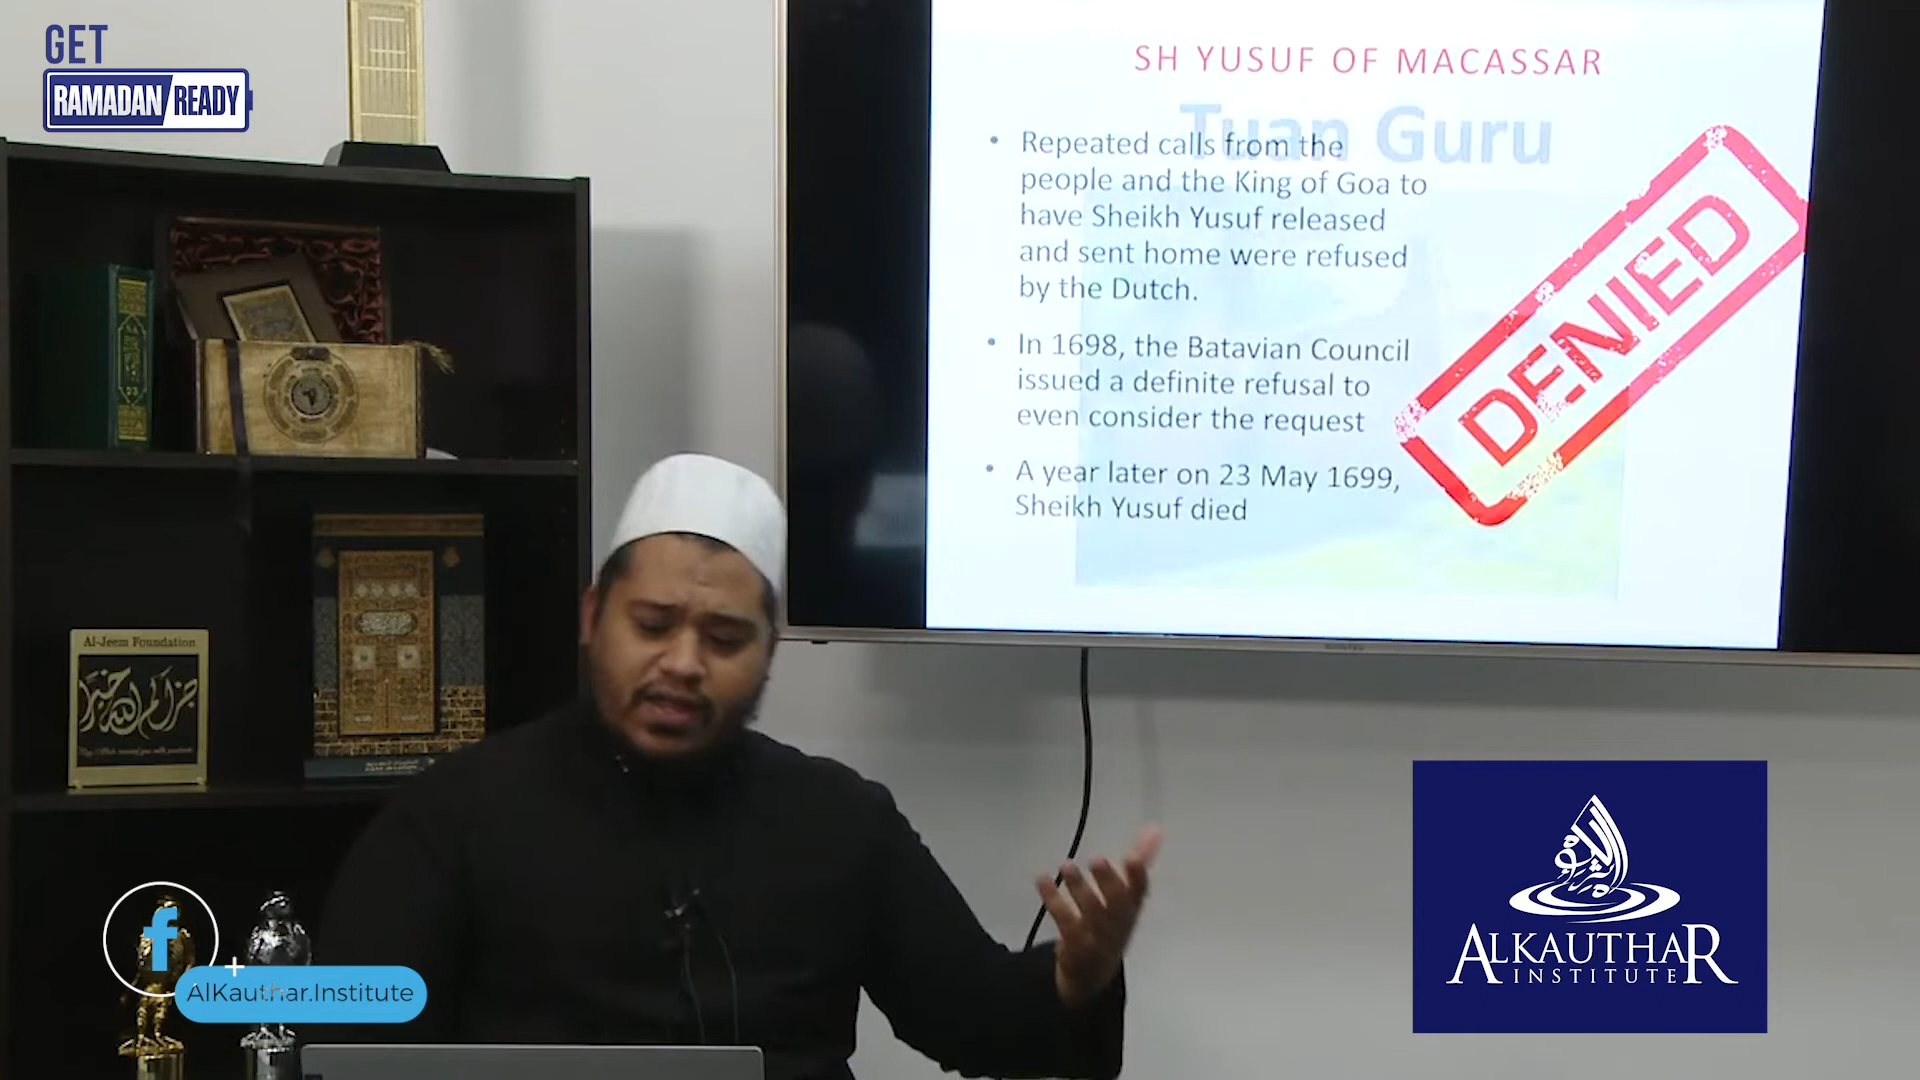 GET
RAMADAN READY
SH YUSUF OF MACASSAR
Tuan Guru
• Repeated calls from the
people and the King of Goa to
have Sheikh Yusuf released
and sent home were refused
by the Dutch.
• In 1698, the Batavian Council
issued a definite refusal to
even consider the request
• A year later on 23 May 1699,
Sheikh Yusuf died
DENIED
Al-Jeem Foundation
جزاكم الله خيرا
f
AlKauthar.Institute
ALKAUTHAR
INSTITUTE